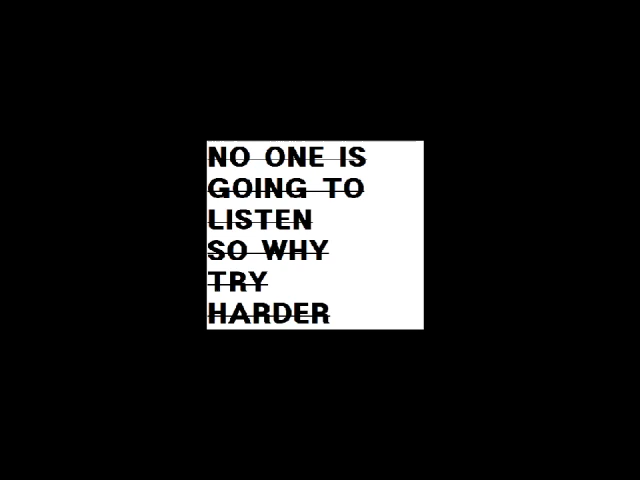 NO ONE IS
GOING TO
LISTEN
SO WHY
TRY
HARDER